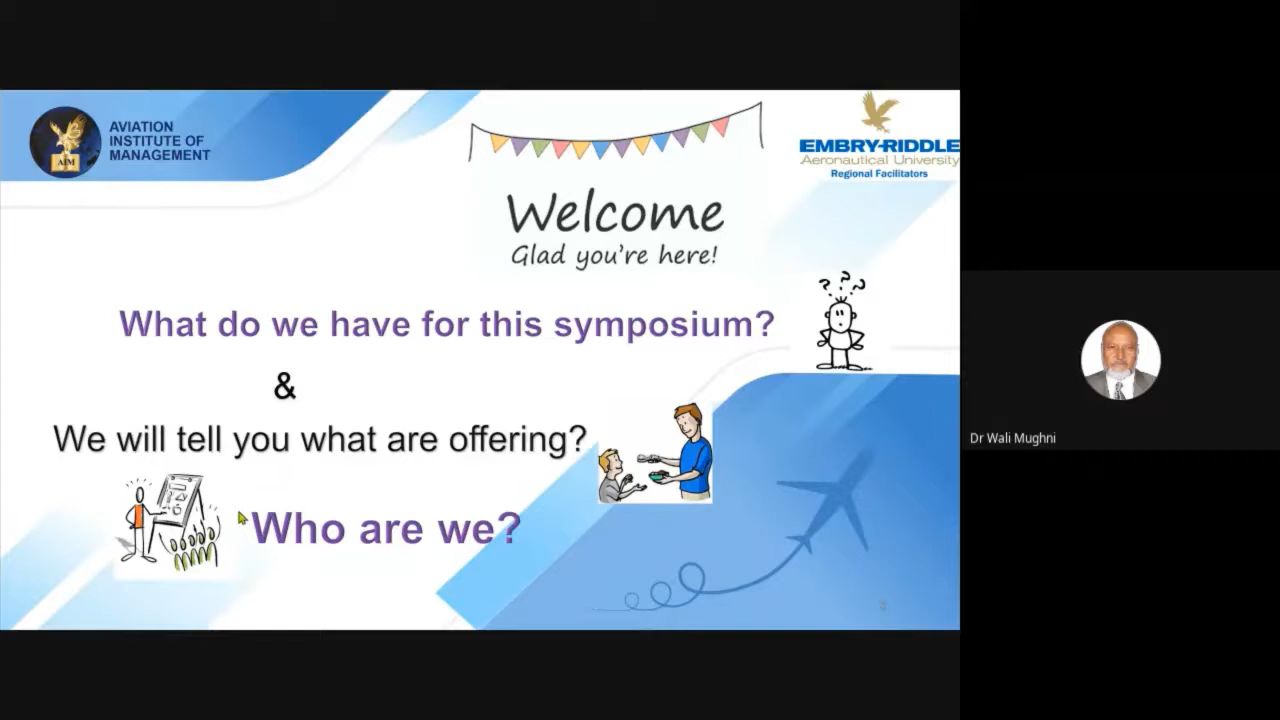 AVIATION
INSTITUTE OF
MANAGEMENT
AIM
EMBRY-RIDDLE
Aeronautical University
Regional Facilitators
Welcome
Glad you're here!
? ? ?
What do we have for this symposium?
&
We will tell you what are offering?
Who are we?
Dr Wali Mughni